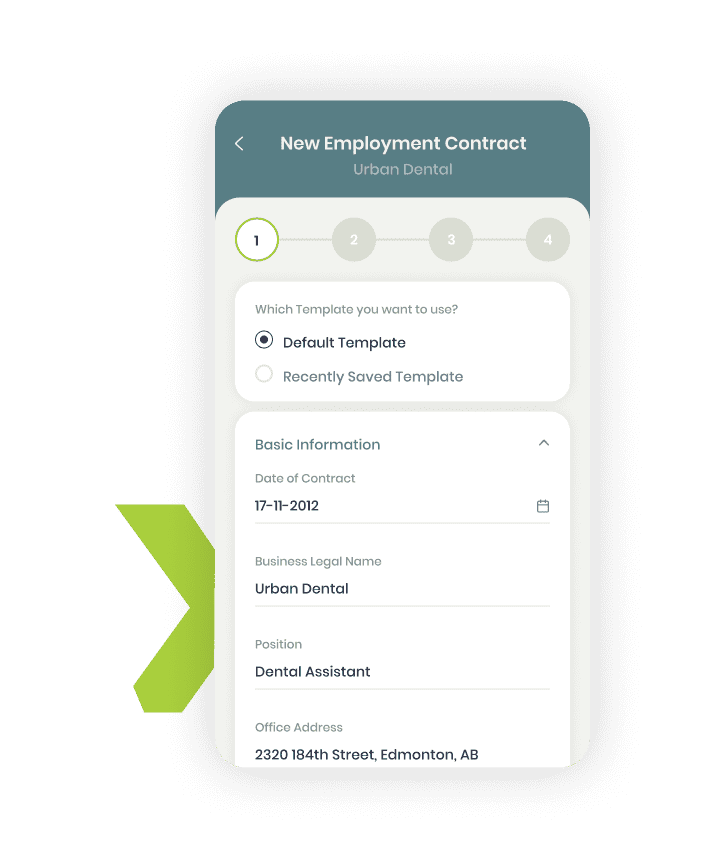 New Employment Contract
Urban Dental
1 2 3 4
Which Template you want to use?
Default Template
Recently Saved Template
Basic Information
Date of Contract
17-11-2012
Business Legal Name
Urban Dental
Position
Dental Assistant
Office Address
2320 184th Street, Edmonton, AB